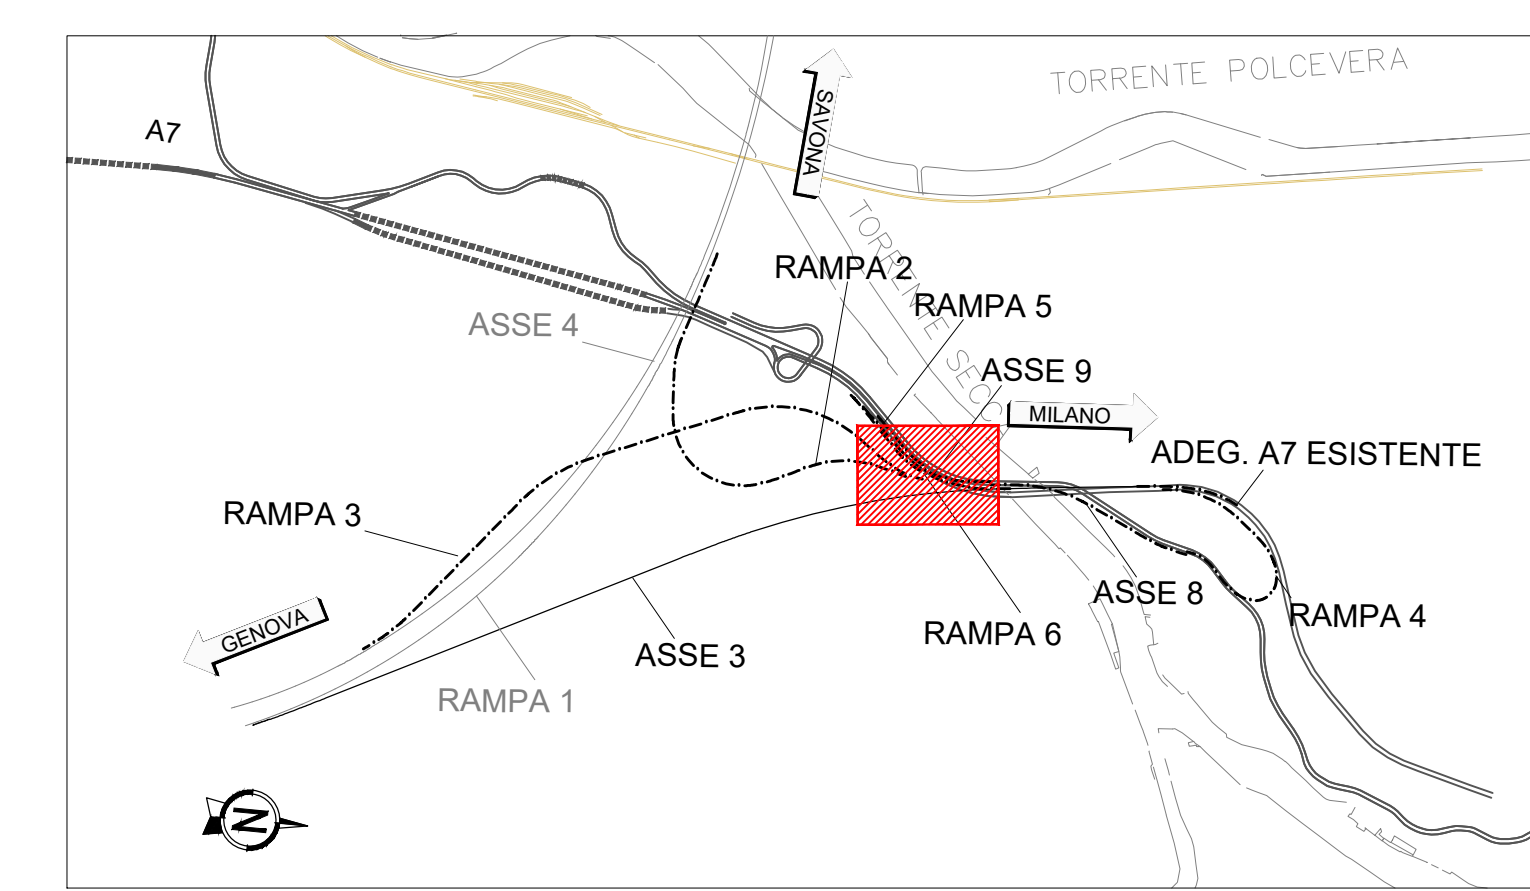 TORRENTE POLCEVERA
SAVONA
A7
TORRENTE SECCA
RAMPA 2
RAMPA 5
ASSE 4
ASSE 9
MILANO
ADEG. A7 ESISTENTE
RAMPA 3
ASSE 8
RAMPA 4
GENOVA
RAMPA 6
ASSE 3
RAMPA 1
N